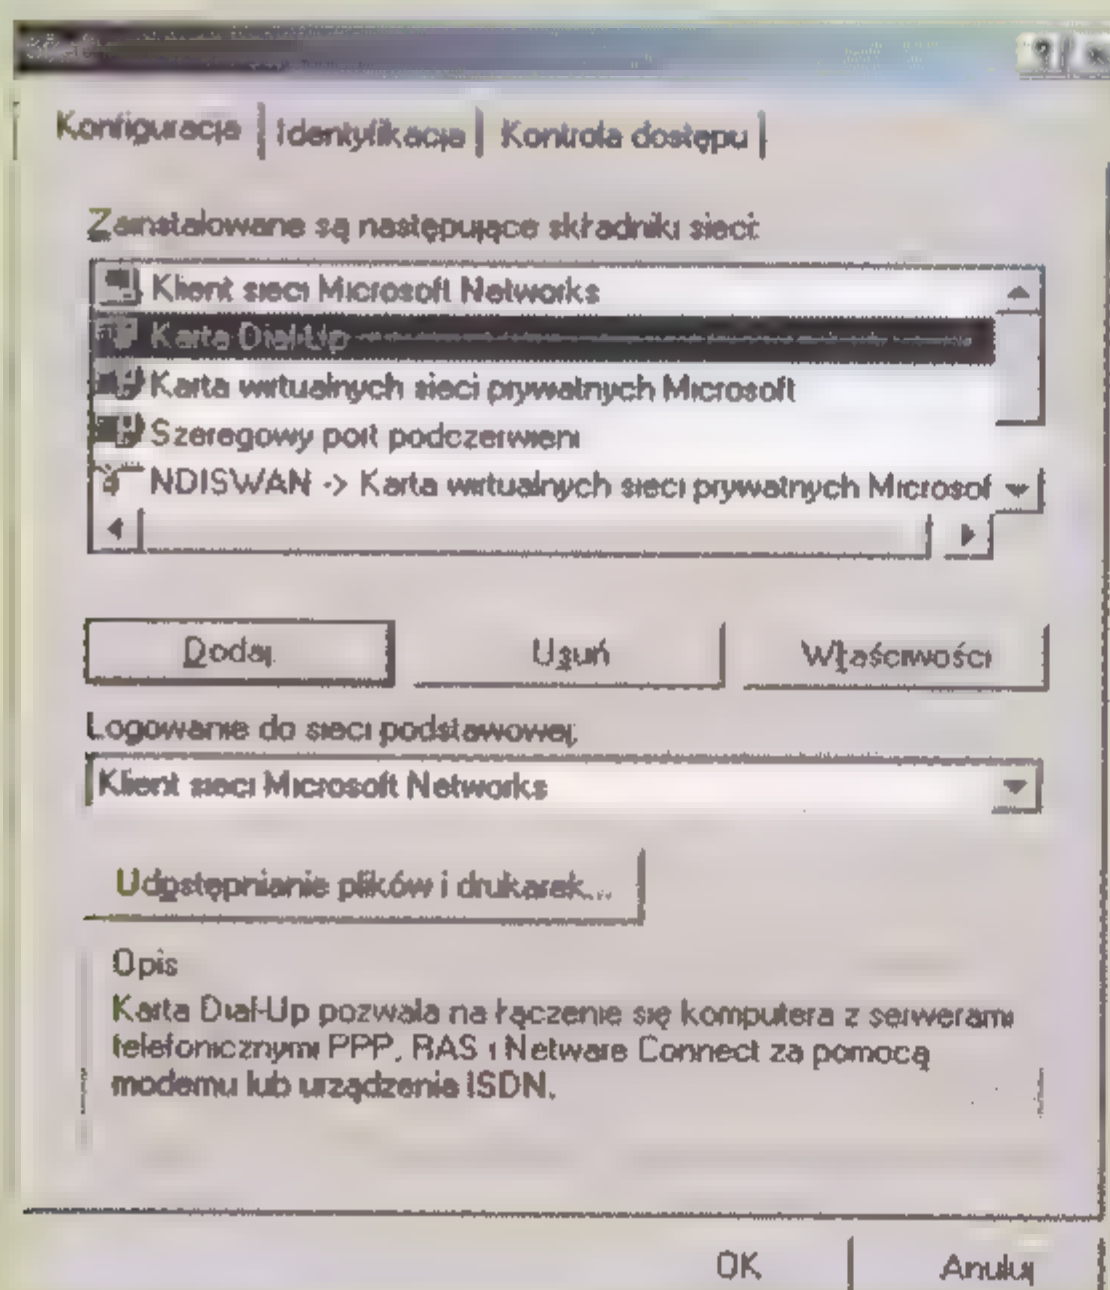 Konfiguracja Identyfikacja Kontrola dostępu
Zainstalowane są następujące składniki sieci:
Klient sieci Microsoft Networks
Karta Dial-Up
Karta wirtualnych sieci prywatnych Microsoft
Szeregowy port podczerwieni
NDISWAN -> Karta wirtualnych sieci prywatnych Microsof
Dodaj... Usuń Właściwości
Logowanie do sieci podstawowej:
Klient sieci Microsoft Networks
Udostępnianie plików i drukarek...
Opis
Karta Dial-Up pozwala na łączenie się komputera z serwerami
telefonicznymi PPP, RAS i Netware Connect za pomocą
modemu lub urządzenie ISDN.
OK Anuluj